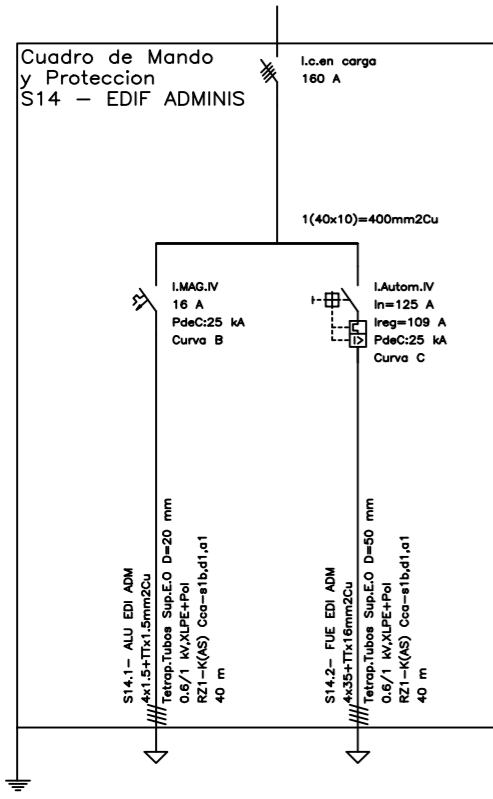 Cuadro de Mando
y Proteccion
S14 - EDIF ADMINIS
I.c.en carga
160 A
1(40x10)=400mm2Cu
I.MAG.IV
16 A
PdeC:25 kA
Curva B
I.Autom.IV
In=125 A
Ireg=109 A
PdeC:25 kA
Curva C
I>
S14.1- ALU EDI ADM
4x1.5+TTx1.5mm2Cu
Tetrap.Tubos Sup.E.O D=20 mm
0.6/1 kV,XLPE+Pol
RZ1-K(AS) Cca-s1b,d1,a1
40 m
S14.2- FUE EDI ADM
4x35+TTx16mm2Cu
Tetrap.Tubos Sup.E.O D=50 mm
0.6/1 kV,XLPE+Pol
RZ1-K(AS) Cca-s1b,d1,a1
40 m